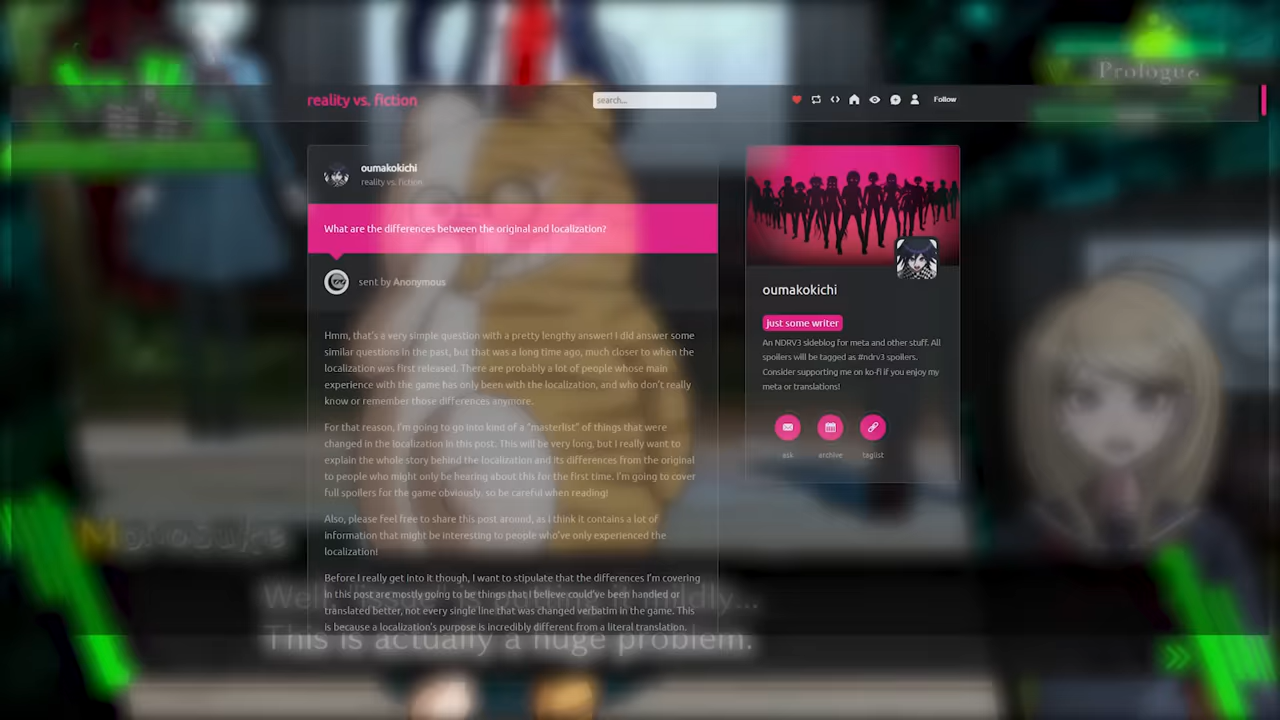 Prologue
reality vs. fiction
search...
Follow
oumakokichi
reality vs. fiction
What are the differences between the original and localization?
sent by Anonymous
Hmm, that's a very simple question with a pretty lengthy answer! I did answer some
similar questions in the past, but that was a long time ago, much closer to when the
localization was first released. There are probably a lot of people whose main
experience with the game has only been with the localization, and who don't really
know or remember those differences anymore.
For that reason, I'm going to go into kind of a "masterlist" of things that were
changed in the localization in this post. This will be very long, but I really want to
explain the whole story behind the localization and its differences from the original
to people who might only be hearing about this for the first time. I'm going to cover
full spoilers for the game obviously, so be careful when reading!
Also, please feel free to share this post around, as i think it contains a lot of
information that might be interesting to people who've only experienced the
localization!
Before I really get into it though, I want to stipulate that the differences I'm covering
in this post are mostly going to be things that I believe could've been handled or
translated better, not every single line that was changed verbatim in the game. This
is because a localization's purpose is incredibly different from a literal translation.
oumakokichi
Just some writer
An NDRV3 sideblog for meta and other stuff. All
spoilers will be tagged as #ndrv3 spoilers.
Consider supporting me on ko-fi if you enjoy my
meta or translations!
ask
archive
taglist
Monosuke
This is actually a huge problem.